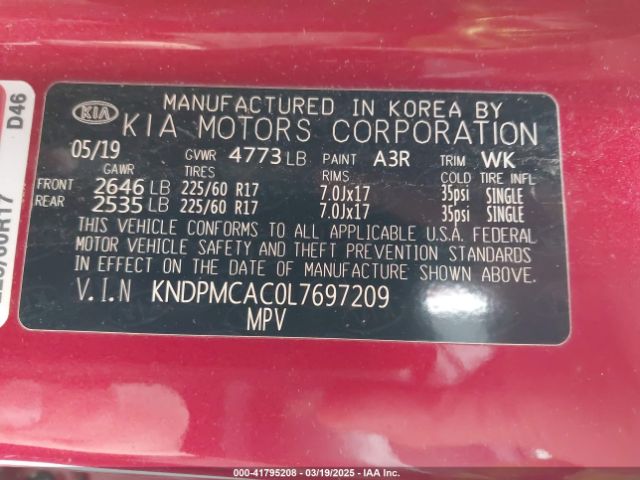 D46
225/60R17
KIA
MANUFACTURED IN KOREA BY
KIA MOTORS CORPORATION
05/19 GVWR 4773 LB PAINT A3R TRIM WK
GAWR TIRES RIMS COLD TIRE INFL
FRONT 2646 LB 225/60 R17 7.0Jx17 35psi SINGLE
REAR 2535 LB 225/60 R17 7.0Jx17 35psi SINGLE
THIS VEHICLE CONFORMS TO ALL APPLICABLE U.S.A. FEDERAL
MOTOR VEHICLE SAFETY AND THEFT PREVENTION STANDARDS
IN EFFECT ON THE DATE OF MANUFACTURE SHOWN ABOVE.
V.I.N KNDPMCAC0L7697209
MPV
000-41795208 - 03/19/2025 - IAA Inc.